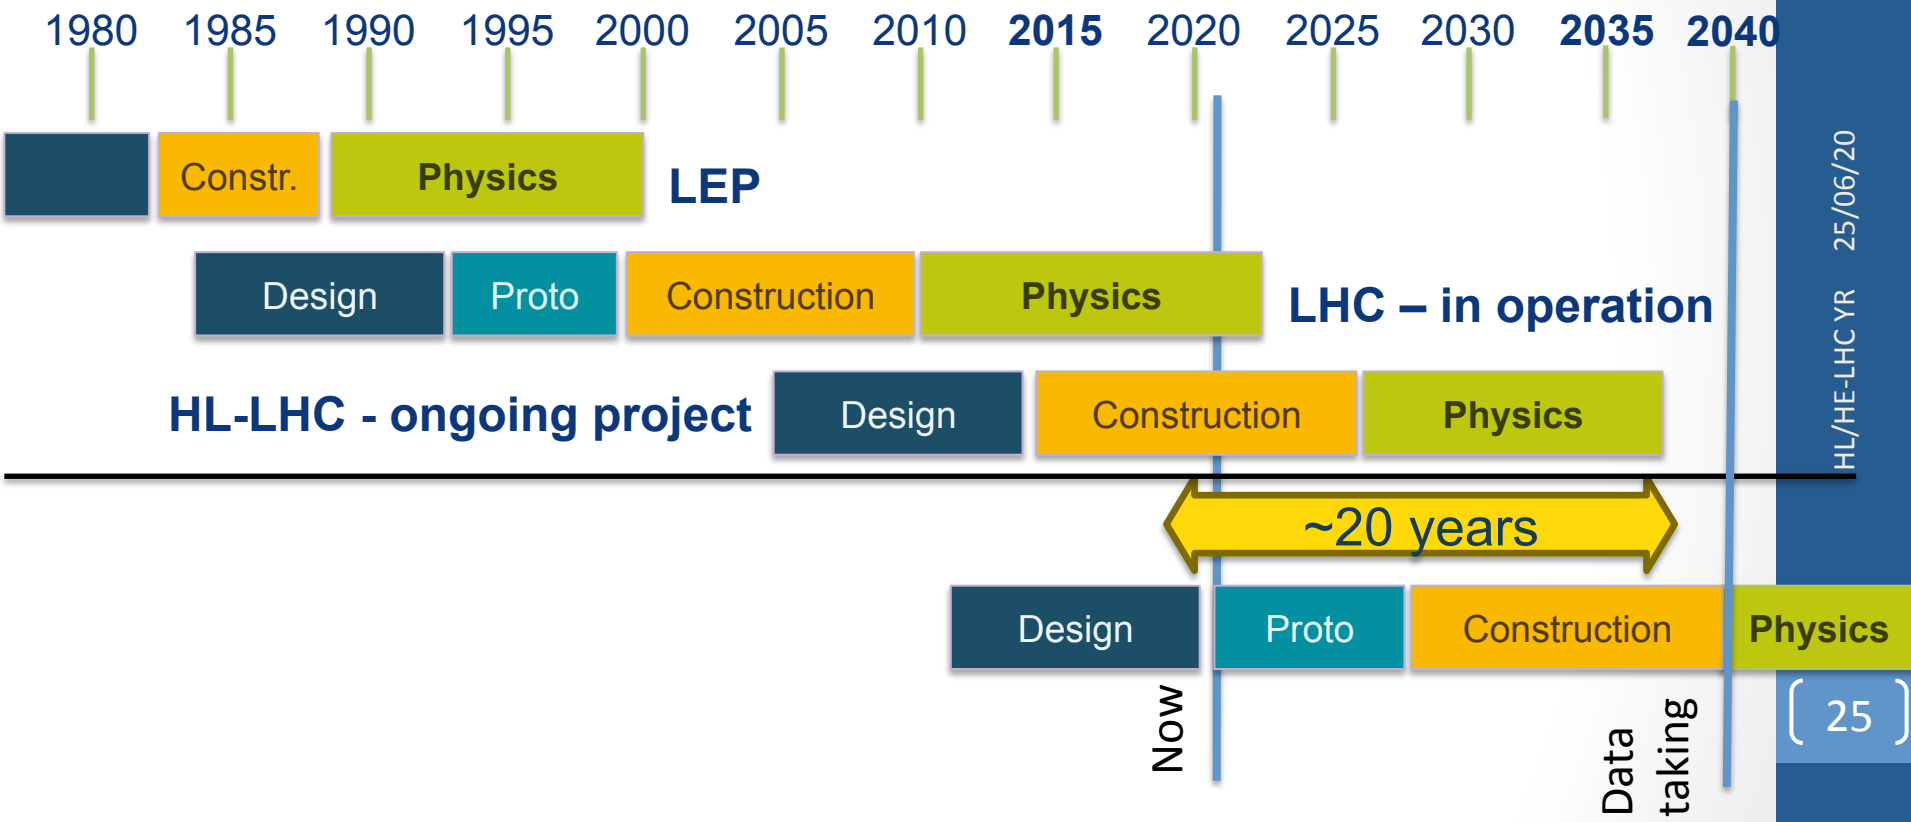 1980 1985 1990 1995 2000 2005 2010 2015 2020 2025 2030 2035 2040
Constr. Physics LEP
Design Proto Construction Physics LHC – in operation
HL-LHC - ongoing project Design Construction Physics
~20 years
Design Proto Construction Physics
Now
Data
taking
HL/HE-LHC YR 25/06/20
25